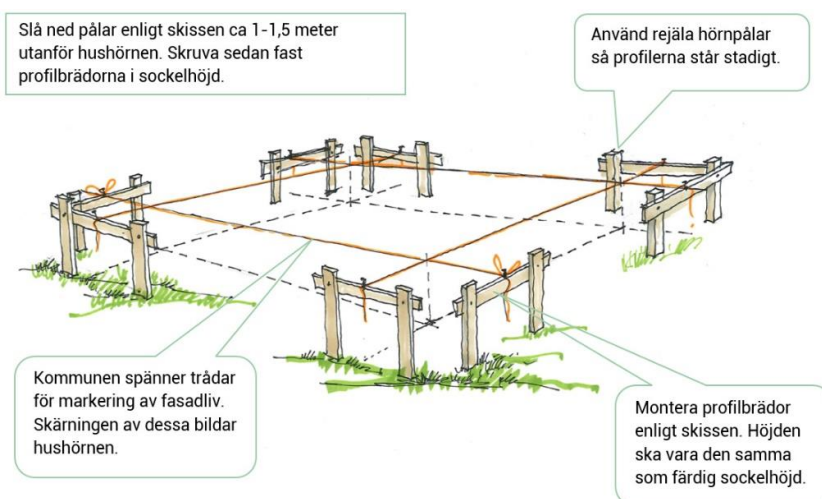 Slå ned pålar enligt skissen ca 1-1,5 meter
utanför hushörnen. Skruva sedan fast
profilbrädorna i sockelhöjd.
Använd rejäla hörnpålar
så profilerna står stadigt.
Kommunen spänner trådar
för markering av fasadliv.
Skärningen av dessa bildar
hushörnen.
Montera profilbrädor
enligt skissen. Höjden
ska vara den samma
som färdig sockelhöjd.